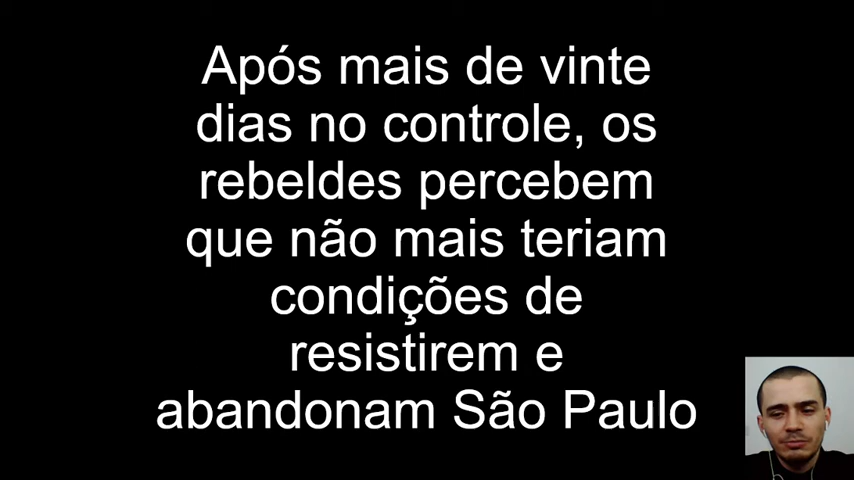 Após mais de vinte
dias no controle, os
rebeldes percebem
que não mais teriam
condições de
resistirem e
abandonam São Paulo